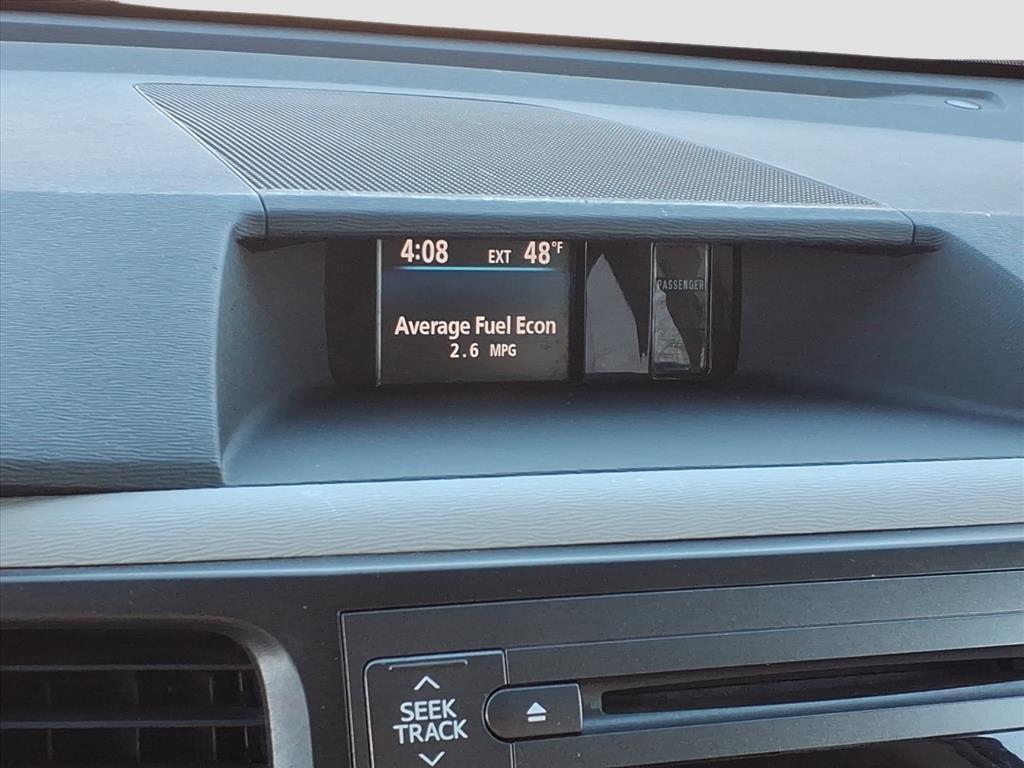 4:08 EXT 48°F
PASSENGER
Average Fuel Econ
2.6 MPG
SEEK
TRACK